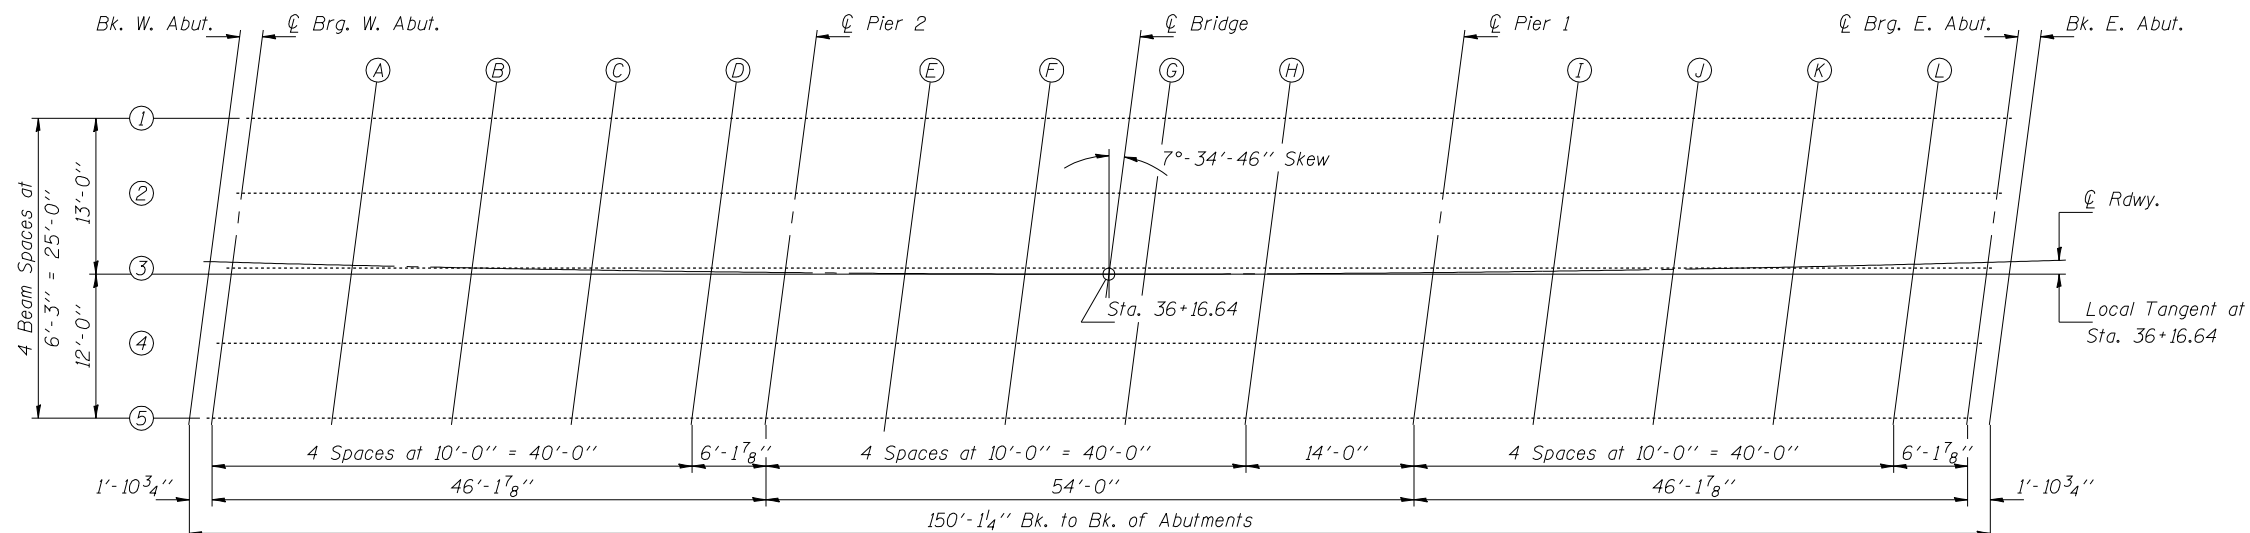 Bk. W. Abut.
℄ Brg. W. Abut.
℄ Pier 2
℄ Bridge
℄ Pier 1
℄ Brg. E. Abut.
Bk. E. Abut.
A
B
C
D
E
F
G
H
I
J
K
L
1
2
3
4
5
4 Beam Spaces at
6'-3" = 25'-0"
13'-0"
12'-0"
7°-34'-46" Skew
Sta. 36+16.64
℄ Rdwy.
Local Tangent at
Sta. 36+16.64
4 Spaces at 10'-0" = 40'-0"
6'-1⅞"
4 Spaces at 10'-0" = 40'-0"
14'-0"
4 Spaces at 10'-0" = 40'-0"
6'-1⅞"
1'-10¾"
46'-1⅞"
54'-0"
46'-1⅞"
1'-10¾"
150'-1¼" Bk. to Bk. of Abutments